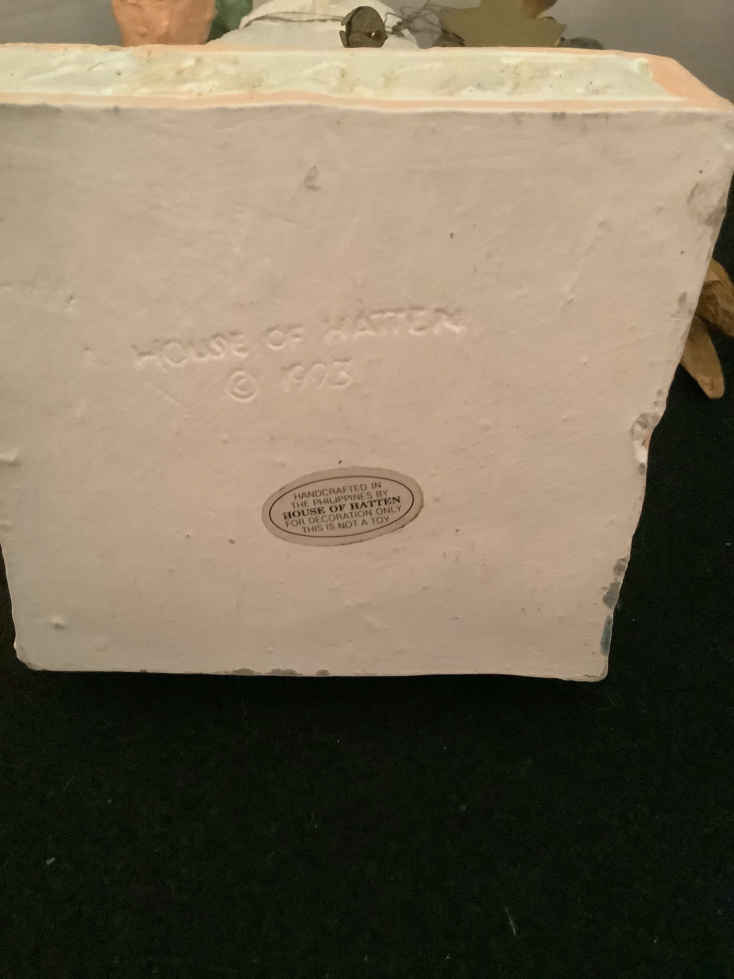 HOUSE OF HATTEN
© 1993
HANDCRAFTED IN
THE PHILIPPINES BY
HOUSE OF HATTEN
FOR DECORATION ONLY
THIS IS NOT A TOY